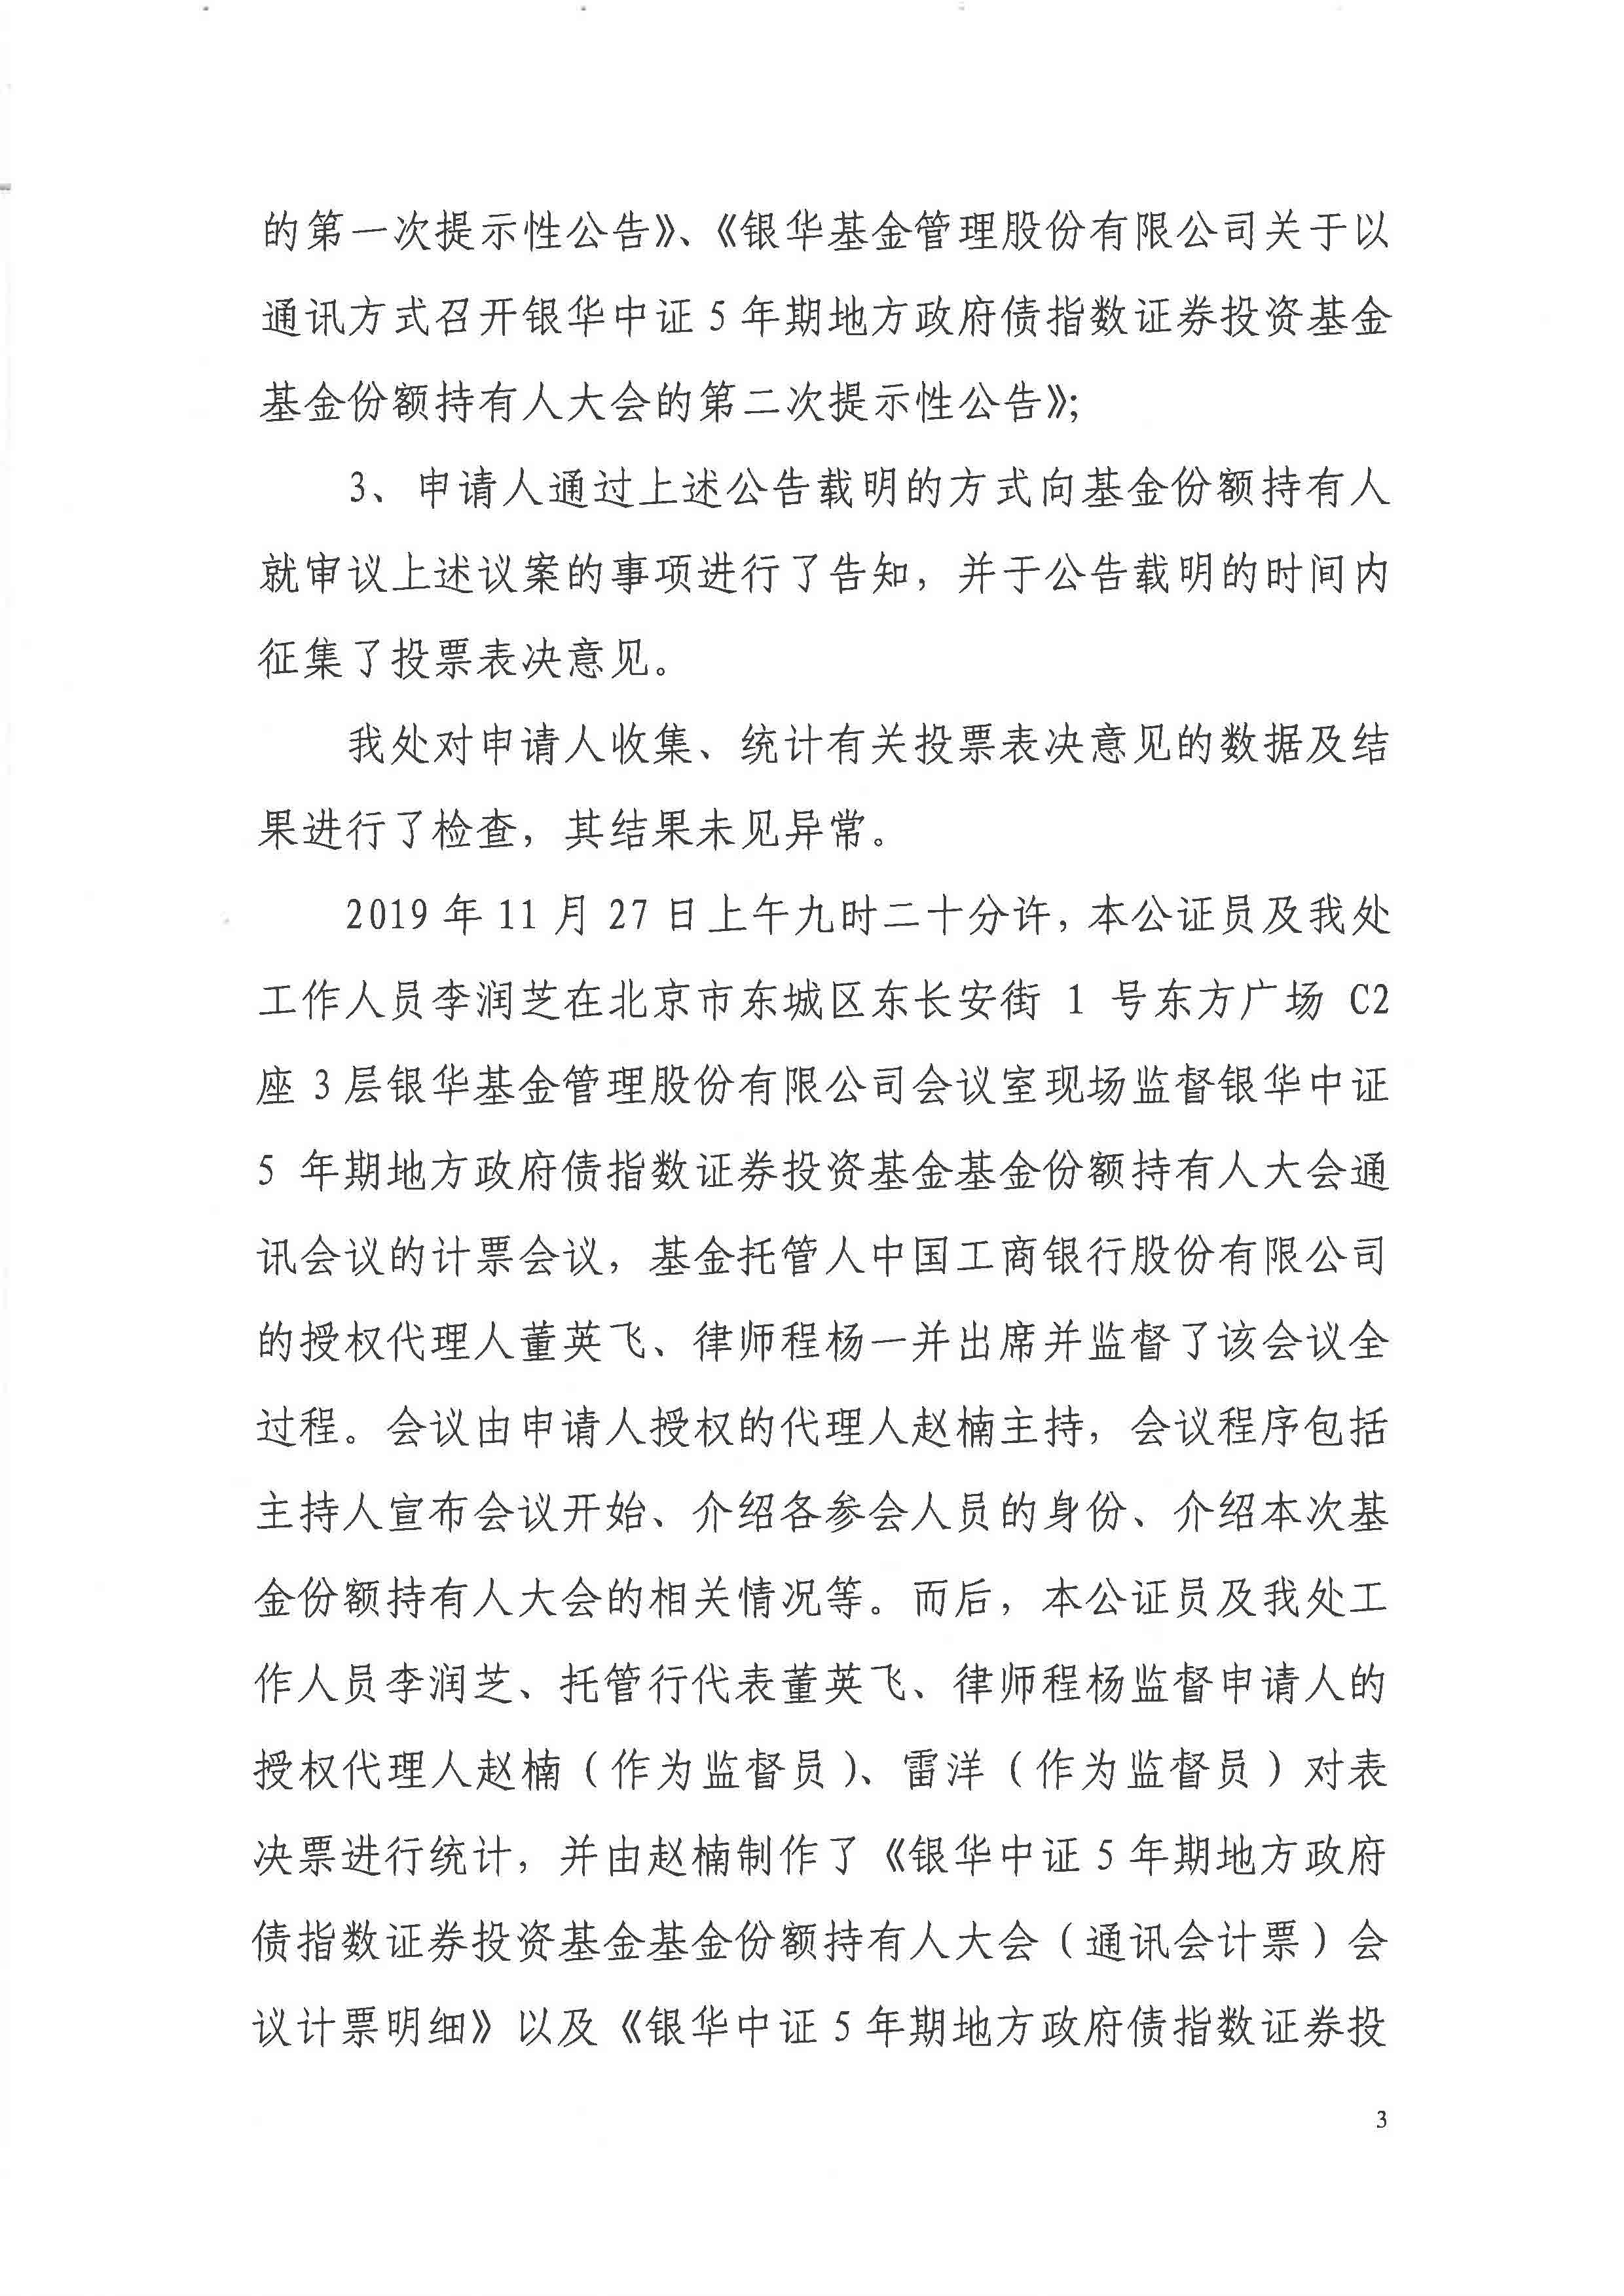 的第一次提示性公告》、《银华基金管理股份有限公司关于以
通讯方式召开银华中证 5 年期地方政府债指数证券投资基金
基金份额持有人大会的第二次提示性公告》;
3、申请人通过上述公告载明的方式向基金份额持有人
就审议上述议案的事项进行了告知，并于公告载明的时间内
征集了投票表决意见。
我处对申请人收集、统计有关投票表决意见的数据及结
果进行了检查，其结果未见异常。
2019 年 11 月 27 日上午九时二十分许，本公证员及我处
工作人员李润芝在北京市东城区东长安街 1 号东方广场 C2
座 3 层银华基金管理股份有限公司会议室现场监督银华中证
5 年期地方政府债指数证券投资基金基金份额持有人大会通
讯会议的计票会议，基金托管人中国工商银行股份有限公司
的授权代理人董英飞、律师程杨一并出席并监督了该会议全
过程。会议由申请人授权的代理人赵楠主持，会议程序包括
主持人宣布会议开始、介绍各参会人员的身份、介绍本次基
金份额持有人大会的相关情况等。而后，本公证员及我处工
作人员李润芝、托管行代表董英飞、律师程杨监督申请人的
授权代理人赵楠（作为监督员）、雷洋（作为监督员）对表
决票进行统计，并由赵楠制作了《银华中证 5 年期地方政府
债指数证券投资基金基金份额持有人大会（通讯会计票）会
议计票明细》以及《银华中证 5 年期地方政府债指数证券投
3